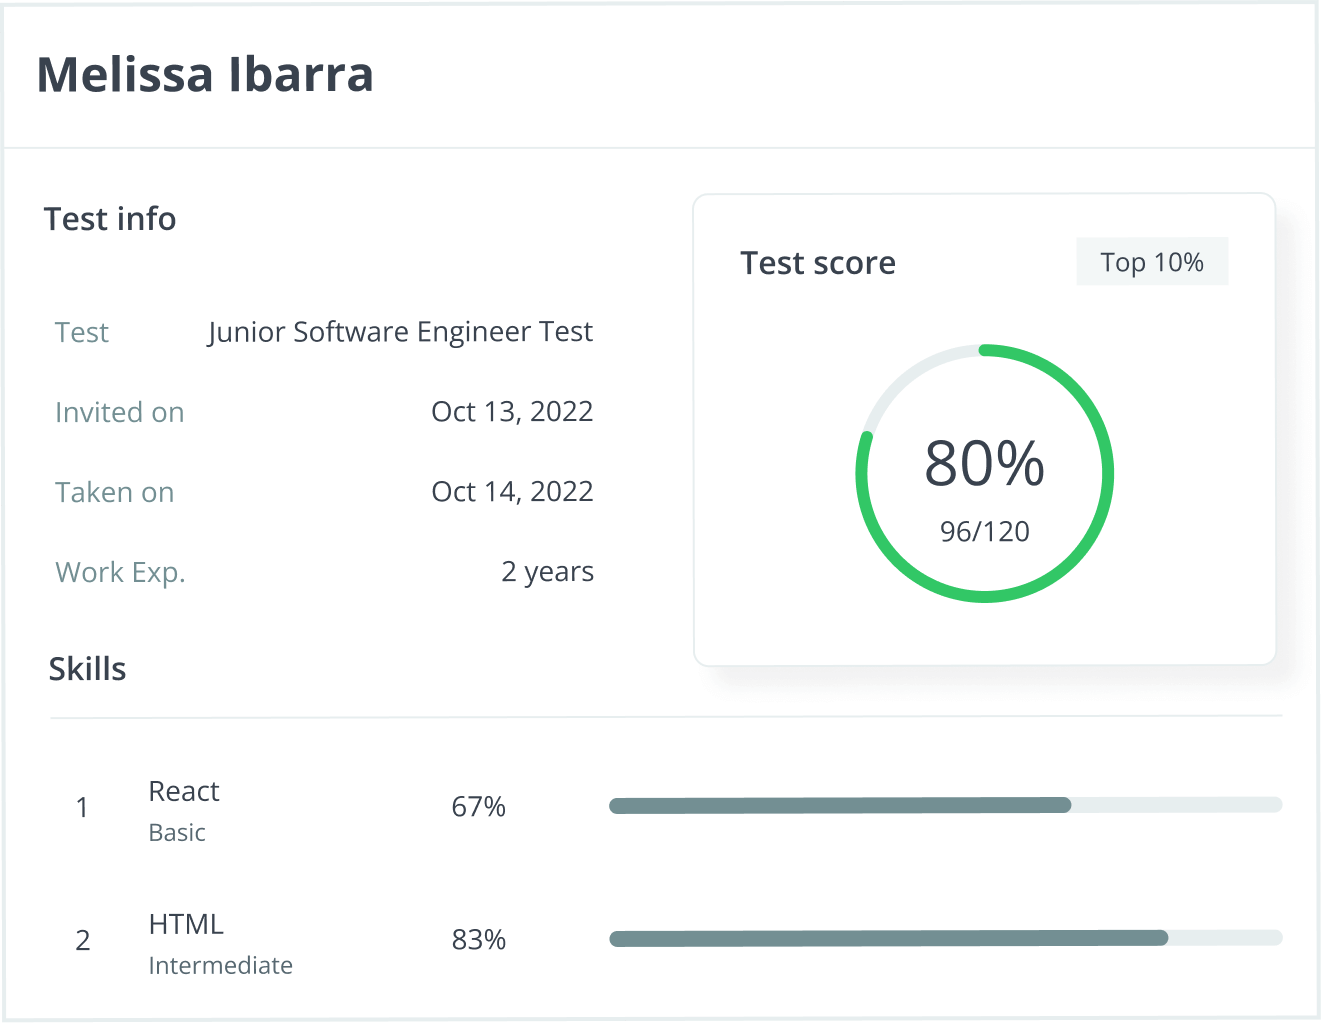 Melissa Ibarra
Test info
Test Junior Software Engineer Test
Invited on Oct 13, 2022
Taken on Oct 14, 2022
Work Exp. 2 years
Test score Top 10%
80%
96/120
Skills
1 React 67%
Basic
2 HTML 83%
Intermediate